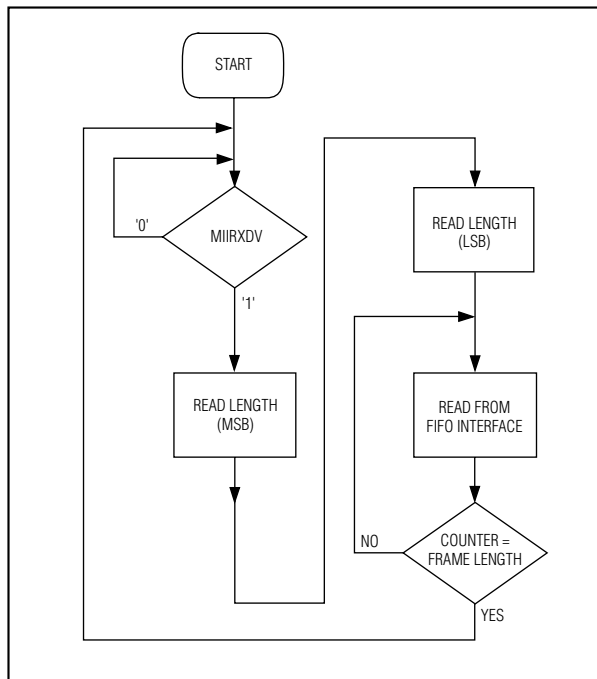 START
MIIRXDV
'0'
'1'
READ LENGTH
(MSB)
READ LENGTH
(LSB)
READ FROM
FIFO INTERFACE
COUNTER =
FRAME LENGTH
NO
YES